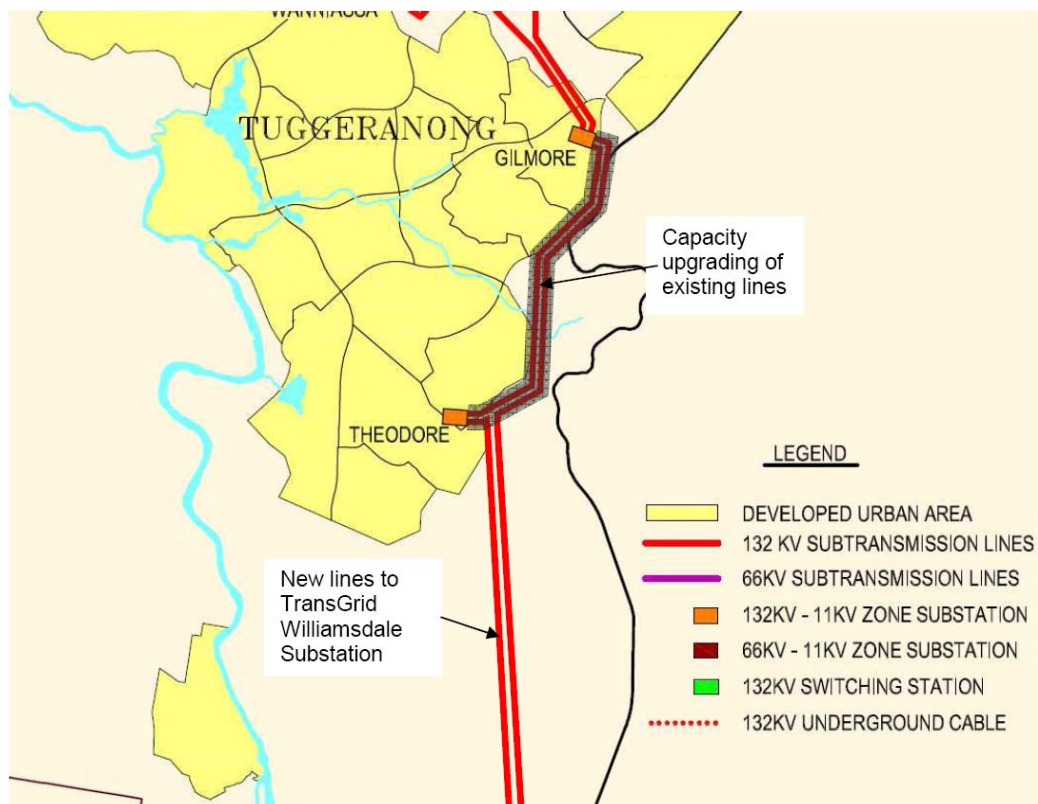 WANNIASSA
TUGGERANONG
GILMORE
Capacity
upgrading of
existing lines
THEODORE
New lines to
TransGrid
Williamsdale
Substation
LEGEND
DEVELOPED URBAN AREA
132 KV SUBTRANSMISSION LINES
66KV SUBTRANSMISSION LINES
132KV - 11KV ZONE SUBSTATION
66KV - 11KV ZONE SUBSTATION
132KV SWITCHING STATION
132KV UNDERGROUND CABLE